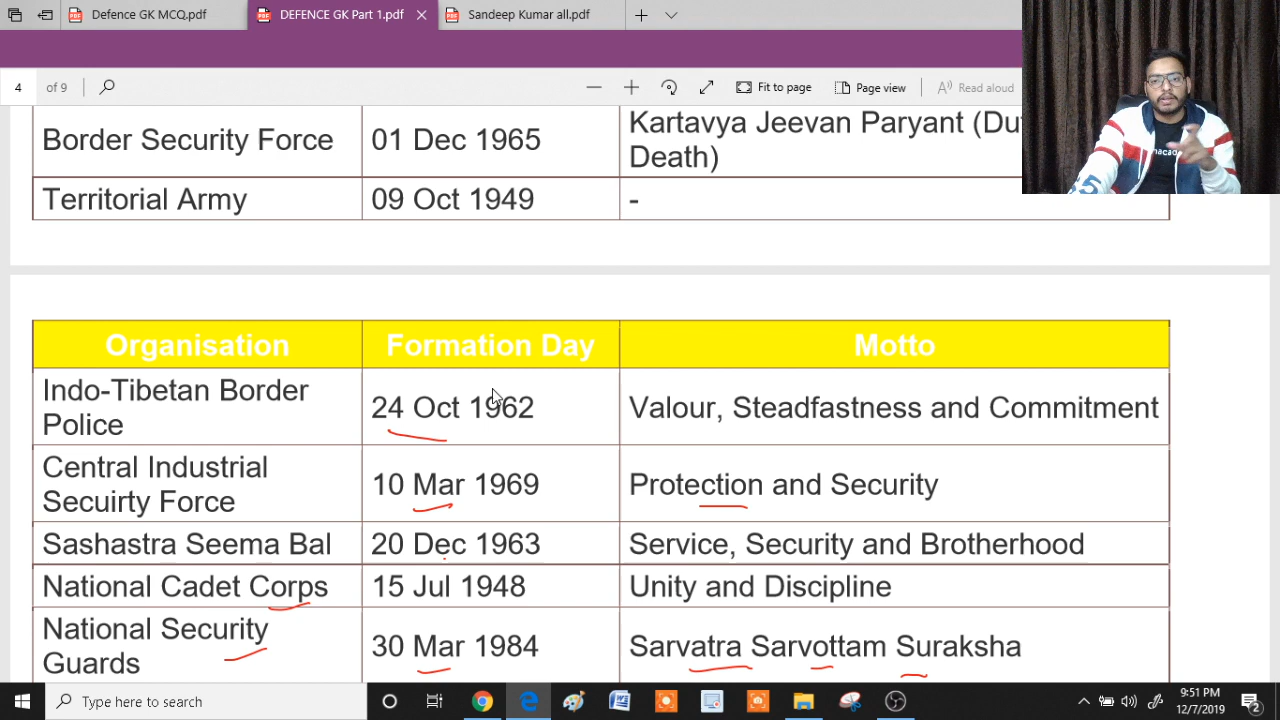 Defence GK MCQ.pdf
DEFENCE GK Part 1.pdf
Sandeep Kumar all.pdf
4 of 9
Fit to page
Page view
Read aloud
Border Security Force
01 Dec 1965
Kartavya Jeevan Paryant
Death)
Territorial Army
09 Oct 1949
-
Organisation
Formation Day
Motto
Indo-Tibetan Border
Police
24 Oct 1962
Valour, Steadfastness and Commitment
Central Industrial
Secuirty Force
10 Mar 1969
Protection and Security
Sashastra Seema Bal
20 Dec 1963
Service, Security and Brotherhood
National Cadet Corps
15 Jul 1948
Unity and Discipline
National Security
Guards
30 Mar 1984
Sarvatra Sarvottam Suraksha
Type here to search
9:51 PM
12/7/2019
2